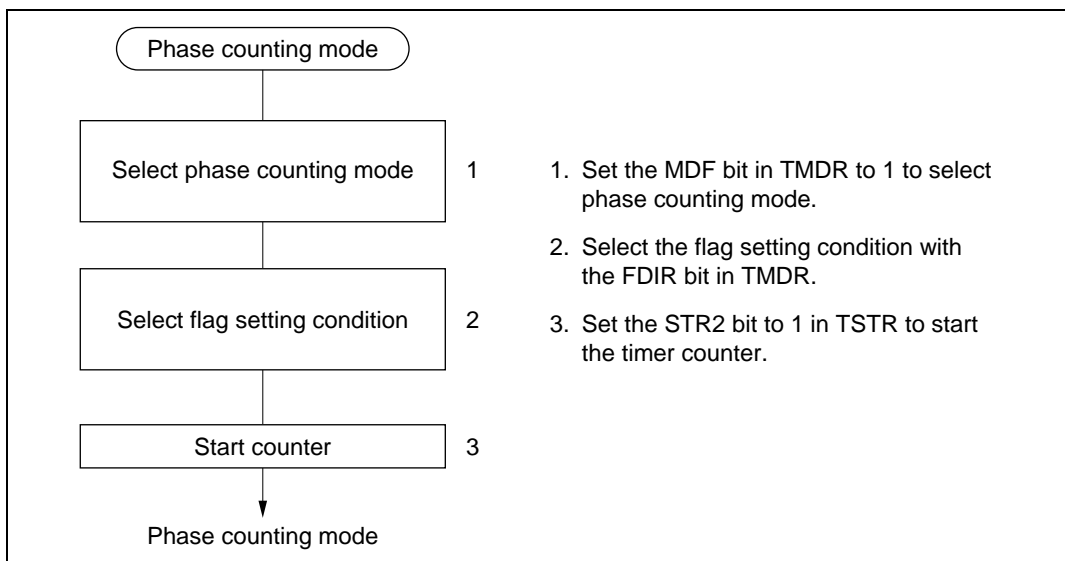 Phase counting mode
Select phase counting mode 1
1. Set the MDF bit in TMDR to 1 to select
phase counting mode.
2. Select the flag setting condition with
the FDIR bit in TMDR.
Select flag setting condition 2
3. Set the STR2 bit to 1 in TSTR to start
the timer counter.
Start counter 3
Phase counting mode